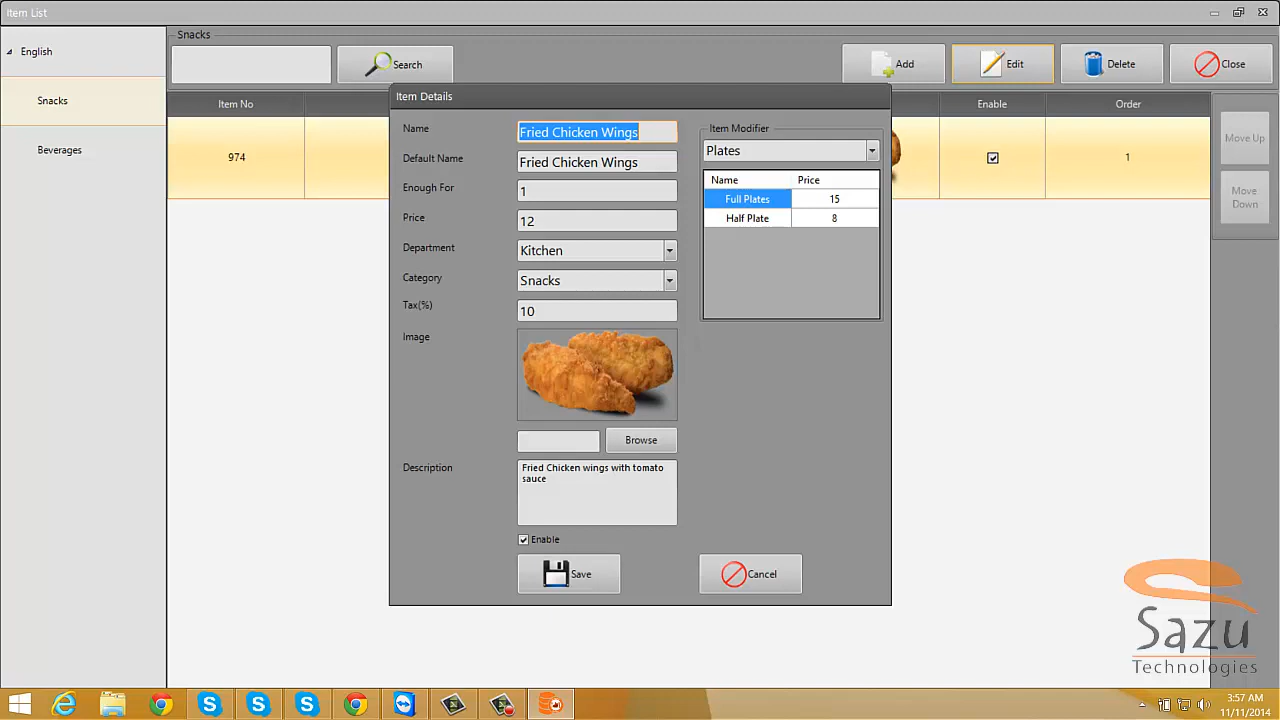 Item List
English
Snacks
Beverages
Snacks
Search
Add
Edit
Delete
Close
Item No
Enable
Order
974
1
Move Up
Move
Down
Item Details
Name
Fried Chicken Wings
Default Name
Fried Chicken Wings
Enough For
1
Price
12
Department
Kitchen
Category
Snacks
Tax(%)
10
Image
Browse
Description
Fried Chicken wings with tomato
sauce
Enable
Save
Cancel
Item Modifier
Plates
Name Price
Full Plates 15
Half Plate 8
Sazu
Technologies
3:57 AM
11/11/2014